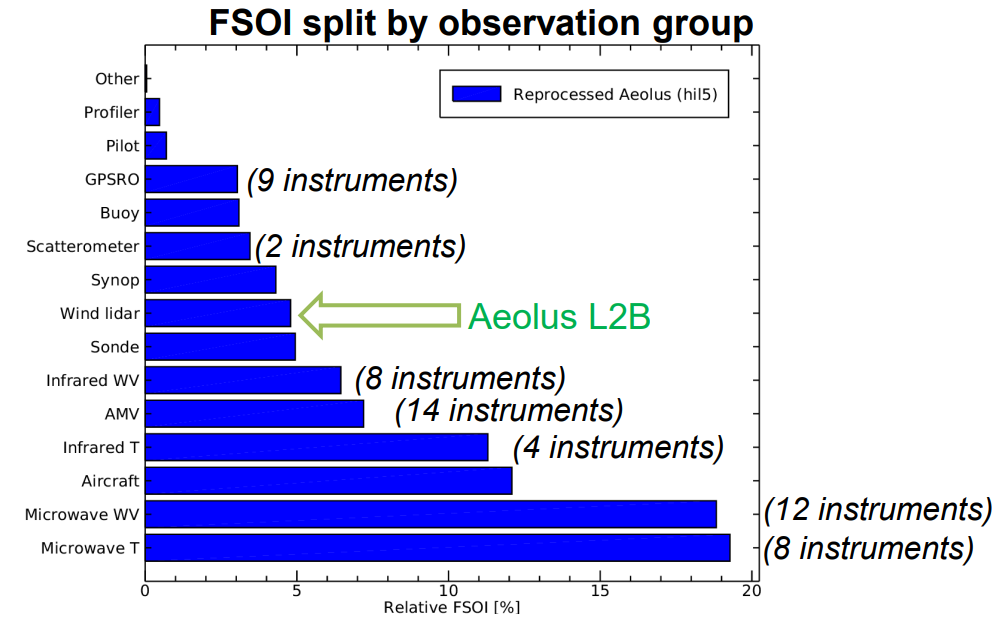 FSOI split by observation group
Reprocessed Aeolus (hil5)
Other
Profiler
Pilot
GPSRO (9 instruments)
Buoy
Scatterometer (2 instruments)
Synop
Wind lidar Aeolus L2B
Sonde
Infrared WV (8 instruments)
AMV (14 instruments)
Infrared T (4 instruments)
Aircraft
Microwave WV (12 instruments)
Microwave T (8 instruments)
0 5 10 15 20
Relative FSOI [%]